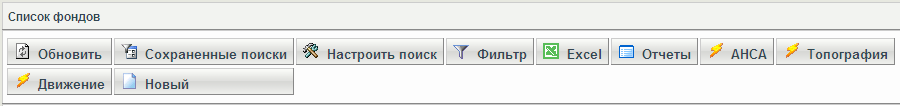 Список фондов
Обновить Сохраненные поиски Настроить поиск Фильтр Excel Отчеты АНСА Топография
Движение Новый